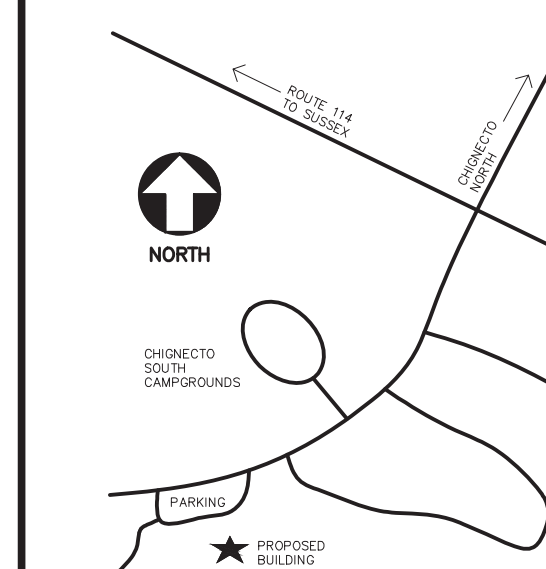 ROUTE 114
TO SUSSEX
CHIGNECTO
NORTH
NORTH
CHIGNECTO
SOUTH
CAMPGROUNDS
PARKING
PROPOSED
BUILDING